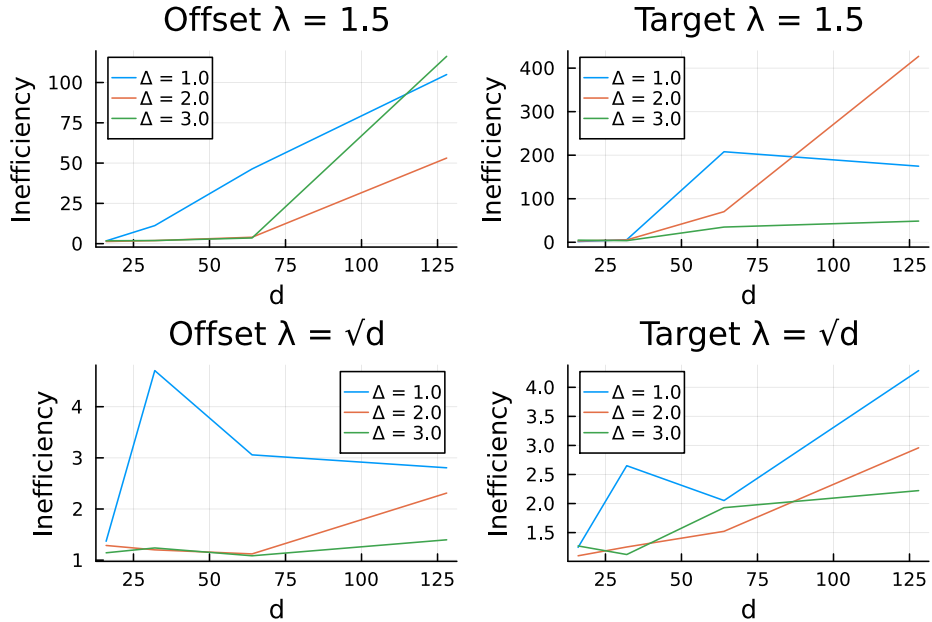 Offset λ = 1.5
Inefficiency
100
75
50
25
0
Δ = 1.0
Δ = 2.0
Δ = 3.0
25 50 75 100 125
d
Target λ = 1.5
Inefficiency
400
300
200
100
0
Δ = 1.0
Δ = 2.0
Δ = 3.0
25 50 75 100 125
d
Offset λ = √d
Inefficiency
4
3
2
1
Δ = 1.0
Δ = 2.0
Δ = 3.0
25 50 75 100 125
d
Target λ = √d
Inefficiency
4.0
3.5
3.0
2.5
2.0
1.5
Δ = 1.0
Δ = 2.0
Δ = 3.0
25 50 75 100 125
d